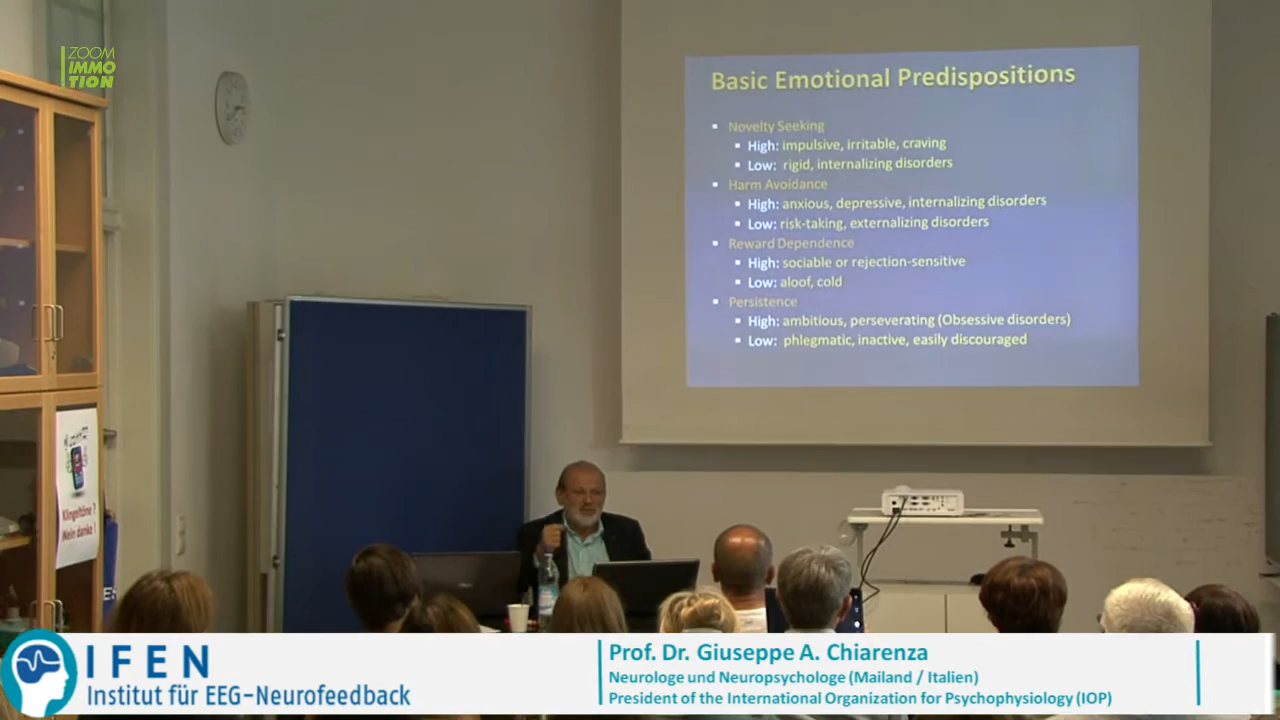 ZOOM
IMMO
TION
Basic Emotional Predispositions
▪ Novelty Seeking
▪ High: impulsive, irritable, craving
▪ Low: rigid, internalizing disorders
▪ Harm Avoidance
▪ High: anxious, depressive, internalizing disorders
▪ Low: risk-taking, externalizing disorders
▪ Reward Dependence
▪ High: sociable or rejection-sensitive
▪ Low: aloof, cold
▪ Persistence
▪ High: ambitious, perseverating (Obsessive disorders)
▪ Low: phlegmatic, inactive, easily discouraged
Klingeltöne ?
Nein danke !
IFEN
Institut für EEG-Neurofeedback
Prof. Dr. Giuseppe A. Chiarenza
Neurologe und Neuropsychologe (Mailand / Italien)
President of the International Organization for Psychophysiology (IOP)